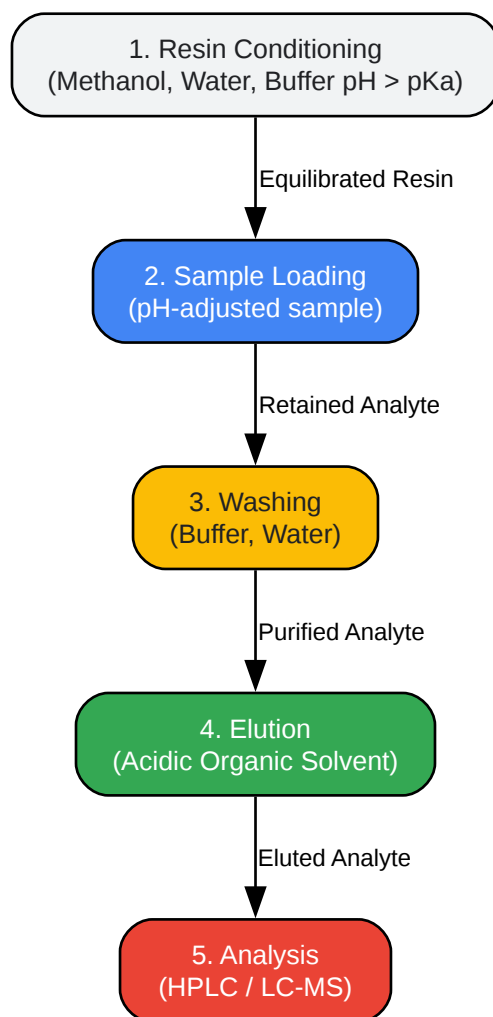 1. Resin Conditioning
(Methanol, Water, Buffer pH > pKa)
Equilibrated Resin
2. Sample Loading
(pH-adjusted sample)
Retained Analyte
3. Washing
(Buffer, Water)
Purified Analyte
4. Elution
(Acidic Organic Solvent)
Eluted Analyte
5. Analysis
(HPLC / LC-MS)